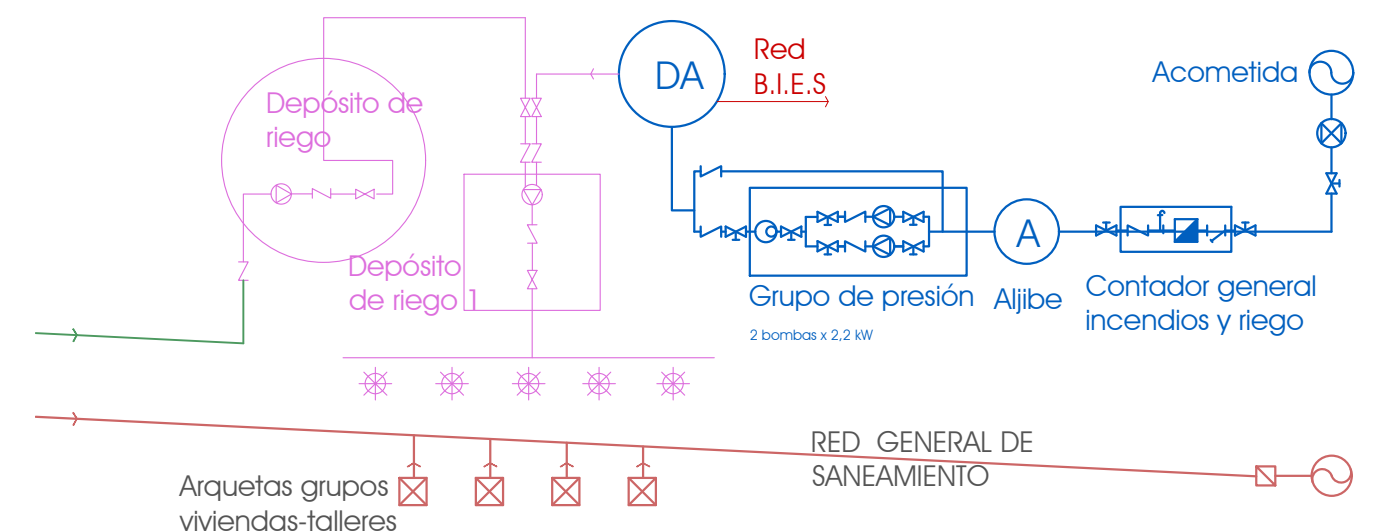 Red
B.I.E.S
DA
Acometida
Depósito de
riego
A
Depósito
de riego 1
Grupo de presión
2 bombas x 2,2 kW
Aljibe
Contador general
incendios y riego
f
RED GENERAL DE
SANEAMIENTO
Arquetas grupos
viviendas-talleres